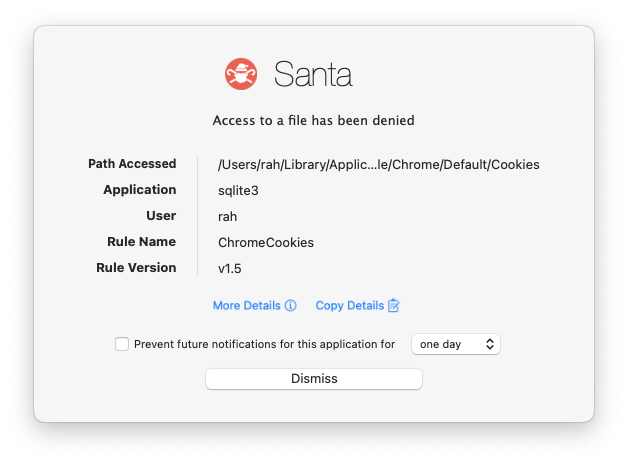 Santa
Access to a file has been denied
Path Accessed /Users/rah/Library/Applic...le/Chrome/Default/Cookies
Application sqlite3
User rah
Rule Name ChromeCookies
Rule Version v1.5
More Details Copy Details
Prevent future notifications for this application for one day
Dismiss